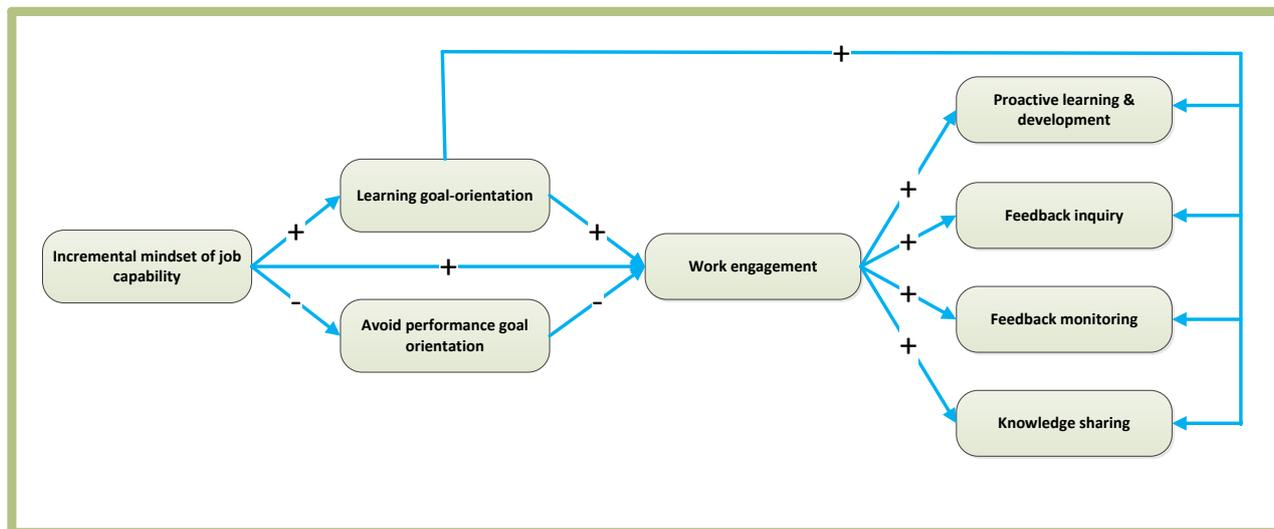 +
Proactive learning &
development
Learning goal-orientation
+
+
+
Feedback inquiry
+
Incremental mindset of job
capability
+
Work engagement
-
-
+
Avoid performance goal
orientation
Feedback monitoring
+
Knowledge sharing